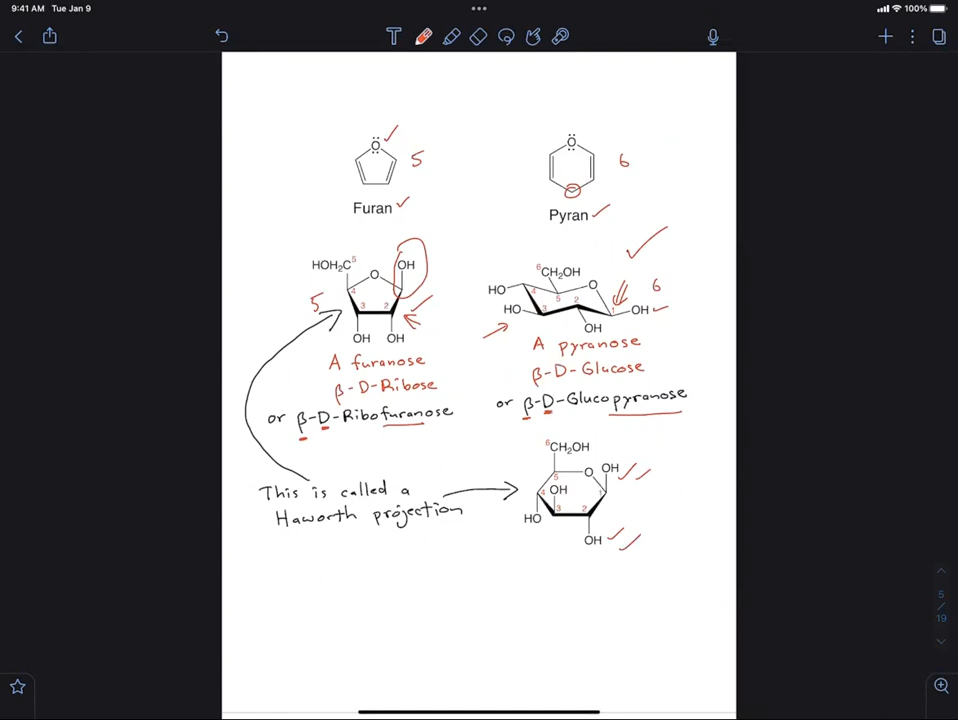 9:41 AM Tue Jan 9
100%
T
O
5
Furan
O
6
Pyran
HOH₂C⁵
O
OH
4
3
2
OH
OH
5
A furanose
β-D-Ribose
or β-D-Ribofuranose
⁶CH₂OH
HO
O
4
5
2
6
HO
3
1
OH
OH
A pyranose
β-D-Glucose
or β-D-Glucopyranose
This is called a
Haworth projection
⁶CH₂OH
5
O
OH
4
OH
1
3
2
HO
OH
5
/
19